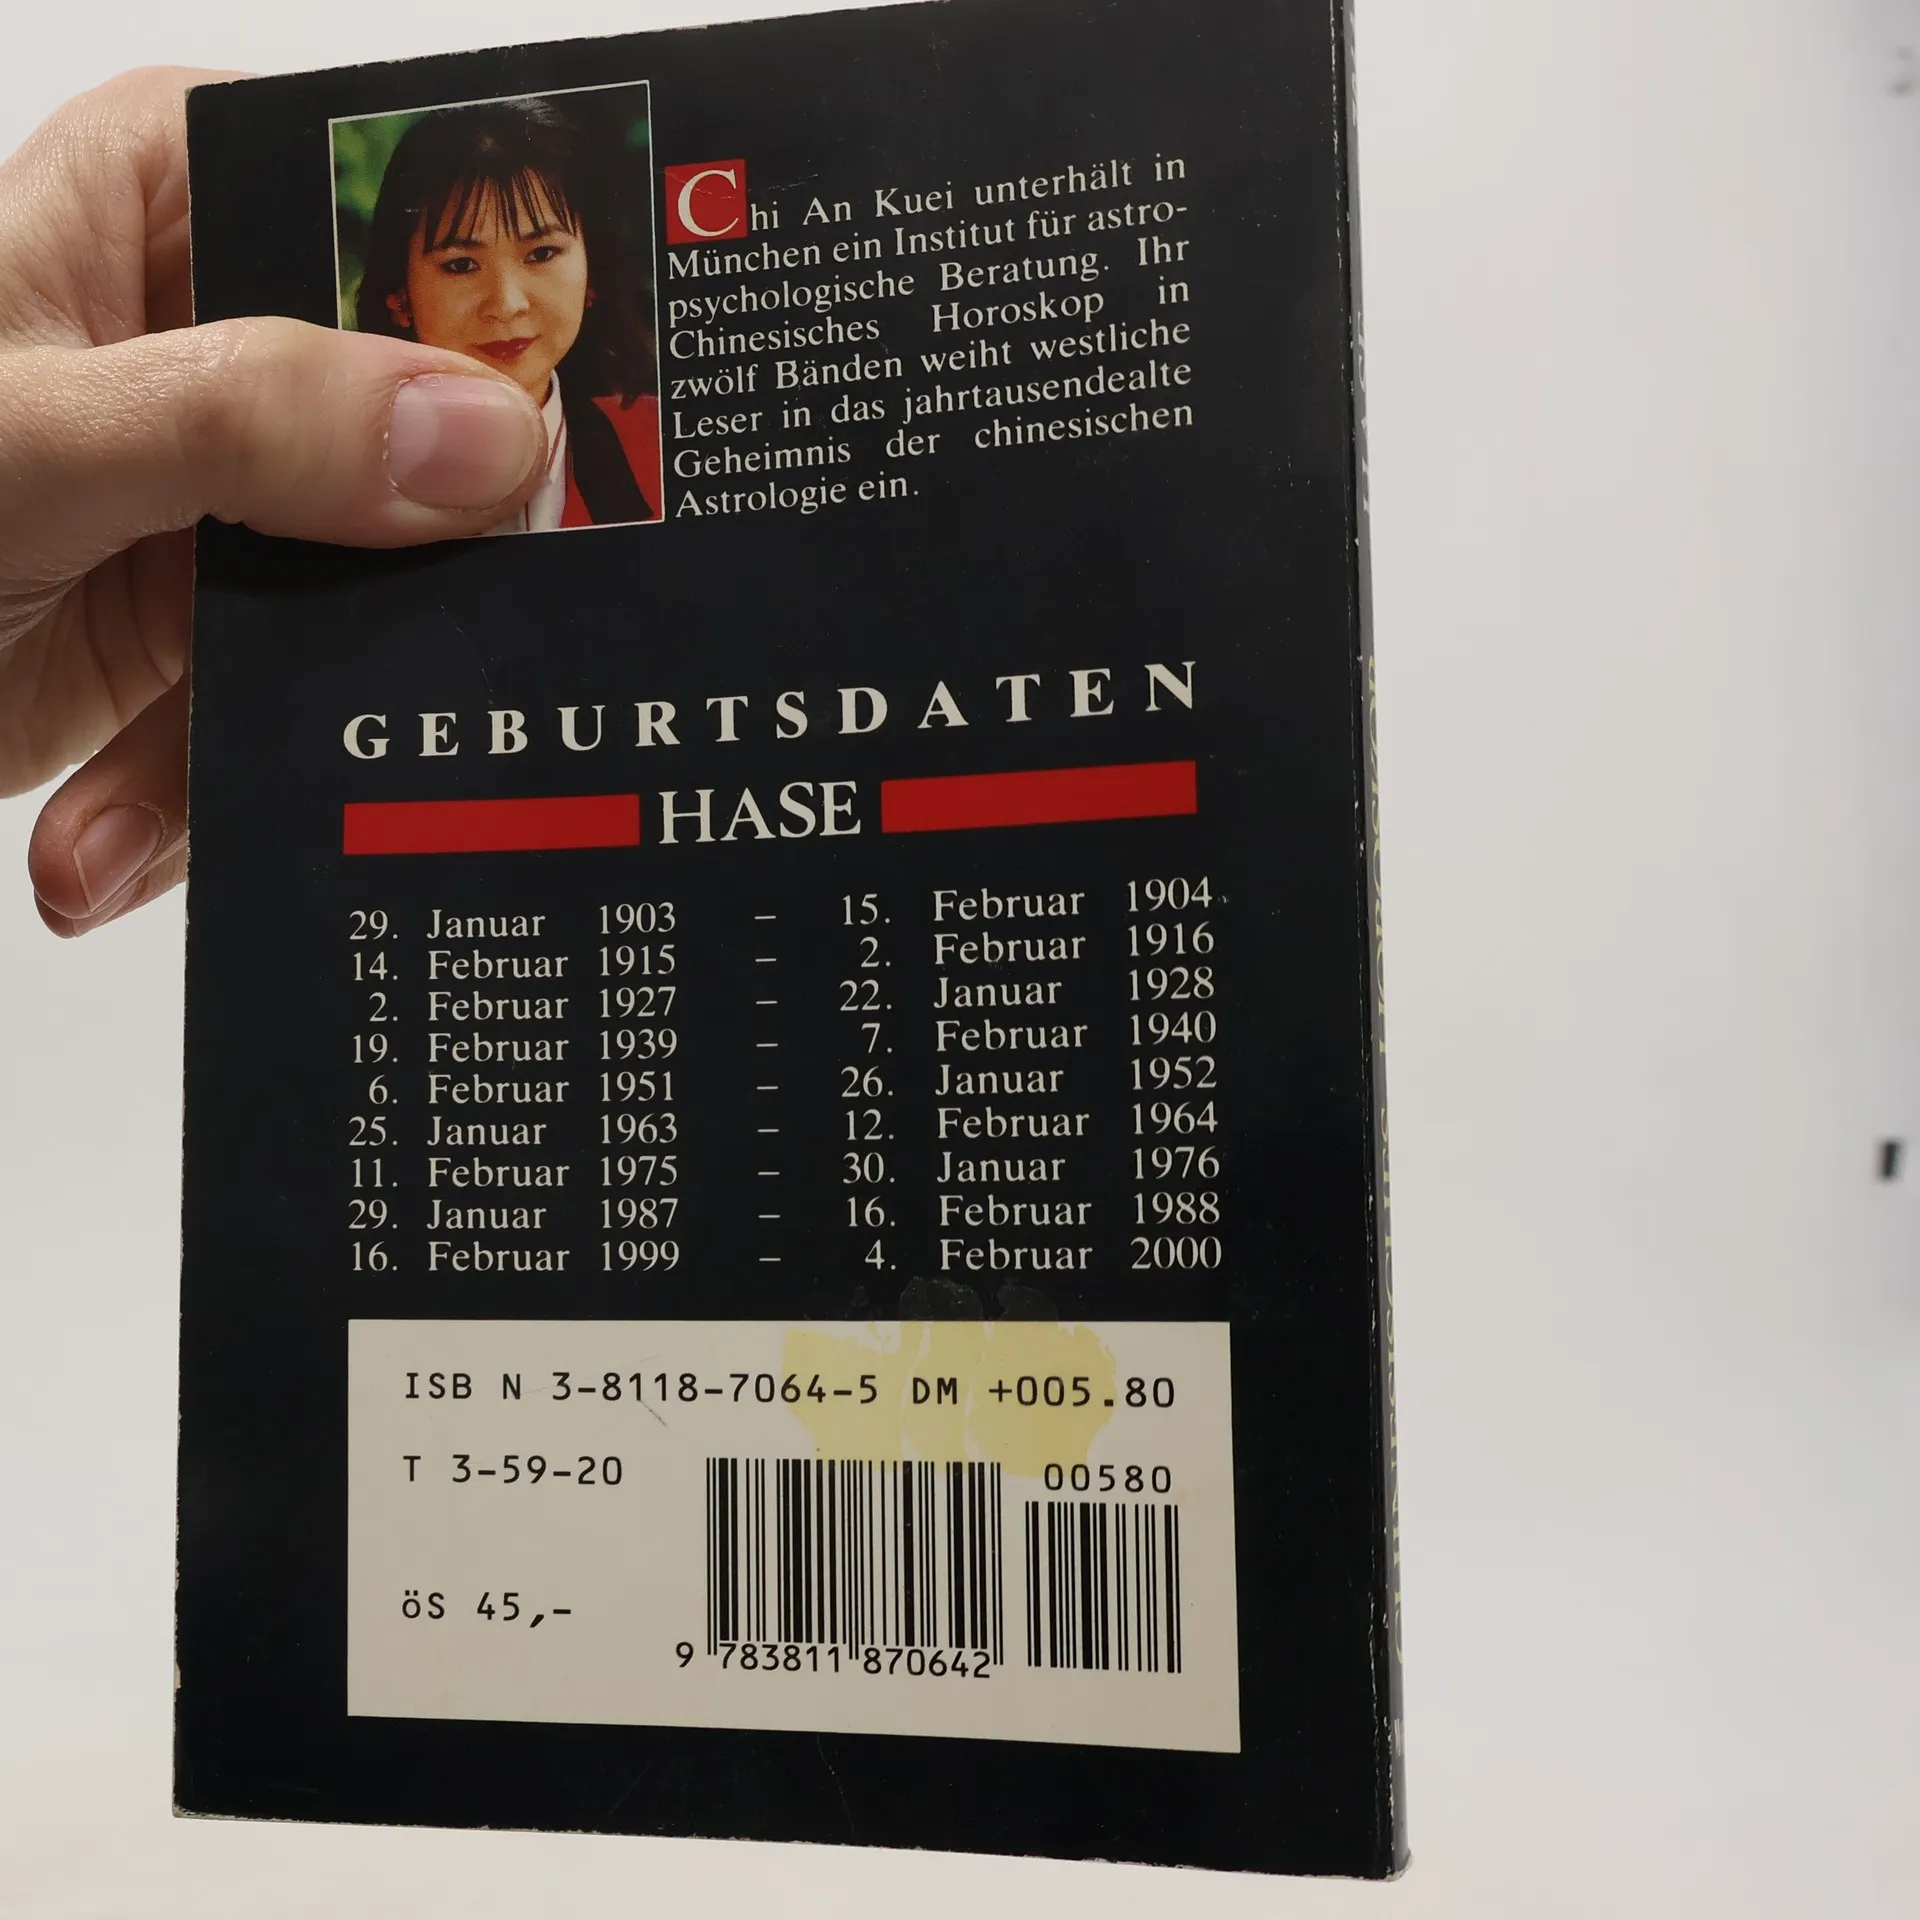 Chi An Kuei unterhält in
München ein Institut für astro-
psychologische Beratung. Ihr
Chinesisches Horoskop in
zwölf Bänden weiht westliche
Leser in das jahrtausendealte
Geheimnis der chinesischen
Astrologie ein.
GEBURTSDATEN
HASE
29. Januar 1903 – 15. Februar 1904
14. Februar 1915 – 2. Februar 1916
2. Februar 1927 – 22. Januar 1928
19. Februar 1939 – 7. Februar 1940
6. Februar 1951 – 26. Januar 1952
25. Januar 1963 – 12. Februar 1964
11. Februar 1975 – 30. Januar 1976
29. Januar 1987 – 16. Februar 1988
16. Februar 1999 – 4. Februar 2000
ISB N 3-8118-7064-5 DM +005.80
T 3-59-20
00580
öS 45,-
9 783811 870642
CHINESISCHES HOROSKOP